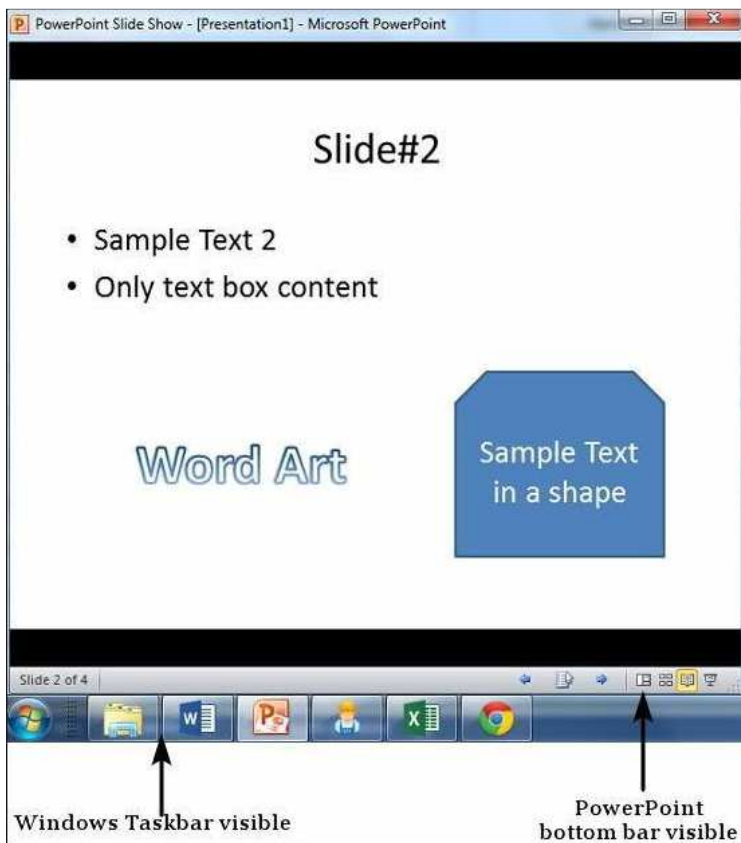 PowerPoint Slide Show - [Presentation1] - Microsoft PowerPoint
Slide#2
• Sample Text 2
• Only text box content
Word Art
Sample Text
in a shape
Slide 2 of 4
Windows Taskbar visible
PowerPoint
bottom bar visible